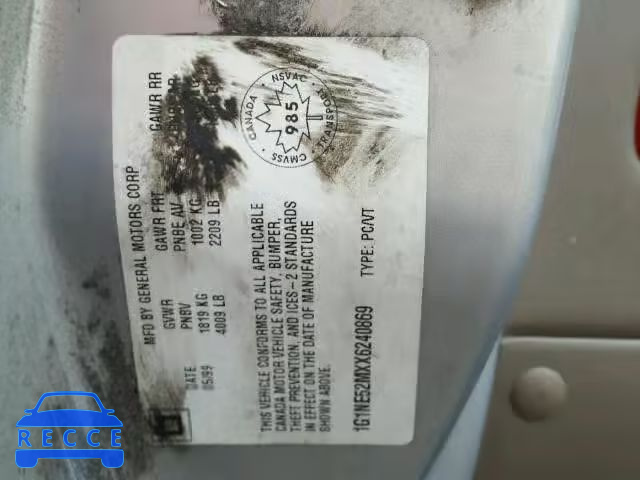 MFD BY GENERAL MOTORS CORP
GVWR GAWR FRT GAWR RR
PNBV PNBE AV
1819 KG 1002 KG
4009 LB 2209 LB
DATE
05/99
THIS VEHICLE CONFORMS TO ALL APPLICABLE
CANADA MOTOR VEHICLE SAFETY, BUMPER,
THEFT PREVENTION, AND ICES-2 STANDARDS
IN EFFECT ON THE DATE OF MANUFACTURE
SHOWN ABOVE.
CANADA NSVAC
985
CMVSS TRANSPORT
1G1NE52MXX6240869 TYPE: PC/VT
GM
RECCE